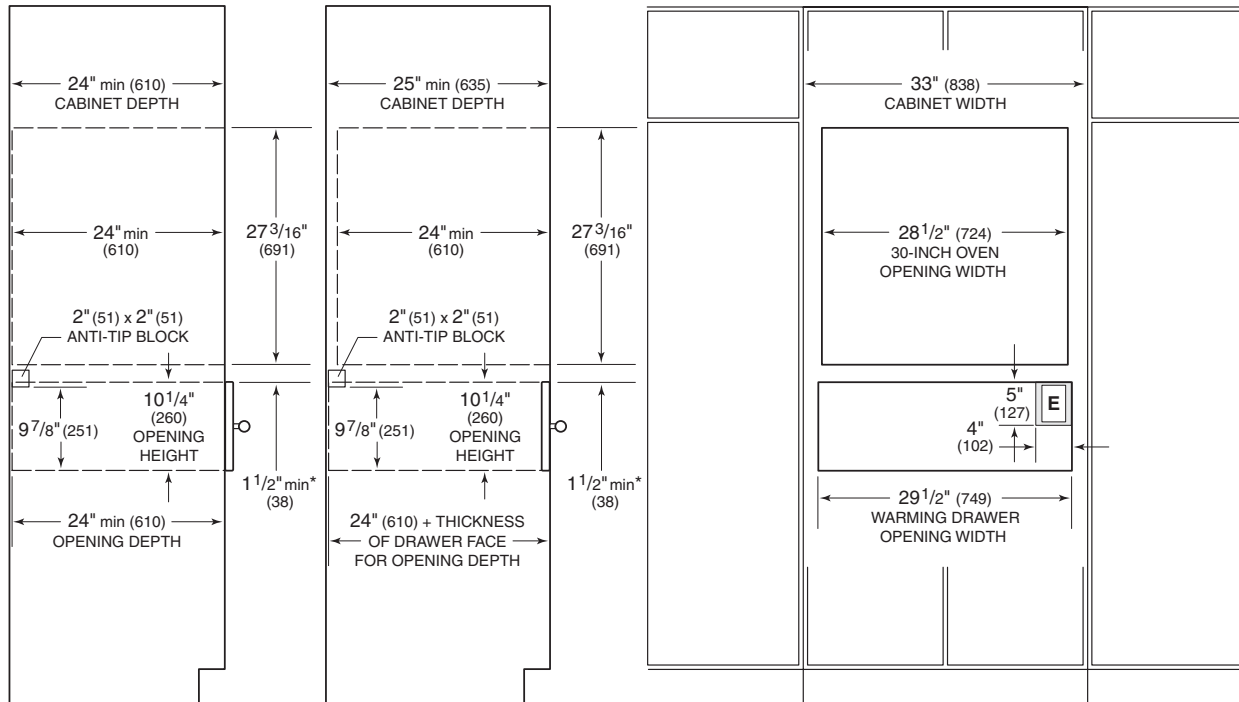 24" min (610)
CABINET DEPTH
24" min
(610)
27 3/16"
(691)
2" (51) x 2" (51)
ANTI-TIP BLOCK
9 7/8" (251)
10 1/4"
(260)
OPENING
HEIGHT
1 1/2" min*
(38)
24" min (610)
OPENING DEPTH
25" min (635)
CABINET DEPTH
24" min
(610)
27 3/16"
(691)
2" (51) x 2" (51)
ANTI-TIP BLOCK
9 7/8" (251)
10 1/4"
(260)
OPENING
HEIGHT
1 1/2" min*
(38)
24" (610) + THICKNESS
OF DRAWER FACE
FOR OPENING DEPTH
33" (838)
CABINET WIDTH
28 1/2" (724)
30-INCH OVEN
OPENING WIDTH
5"
(127)
E
4"
(102)
29 1/2" (749)
WARMING DRAWER
OPENING WIDTH